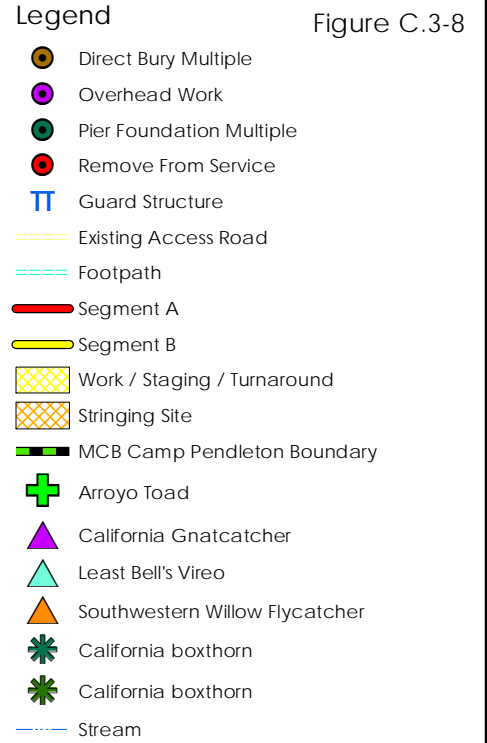 Legend
Figure C.3-8
Direct Bury Multiple
Overhead Work
Pier Foundation Multiple
Remove From Service
Guard Structure
Existing Access Road
Footpath
Segment A
Segment B
Work / Staging / Turnaround
Stringing Site
MCB Camp Pendleton Boundary
Arroyo Toad
California Gnatcatcher
Least Bell's Vireo
Southwestern Willow Flycatcher
California boxthorn
California boxthorn
Stream